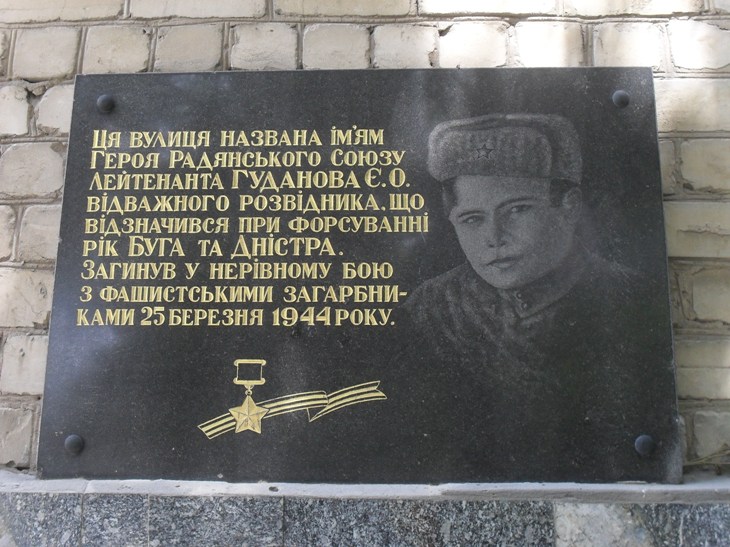 Ця вулиця названа ім'ям
Героя Радянського Союзу
лейтенанта Гуданова Є.О.
відважного розвідника, що
відзначився при форсуванні
рік Буга та Дністра.
Загинув у нерівному бою
з фашистськими загарбни-
ками 25 березня 1944 року.